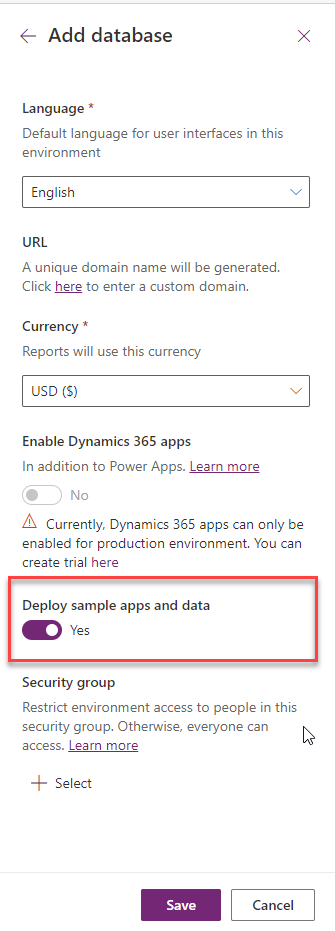 Add database
Language *
Default language for user interfaces in this
environment
English
URL
A unique domain name will be generated.
Click here to enter a custom domain.
Currency *
Reports will use this currency
USD ($)
Enable Dynamics 365 apps
In addition to Power Apps. Learn more
No
Currently, Dynamics 365 apps can only be
enabled for production environment. You can
create trial here
Deploy sample apps and data
Yes
Security group
Restrict environment access to people in this
security group. Otherwise, everyone can
access. Learn more
Select
Save
Cancel